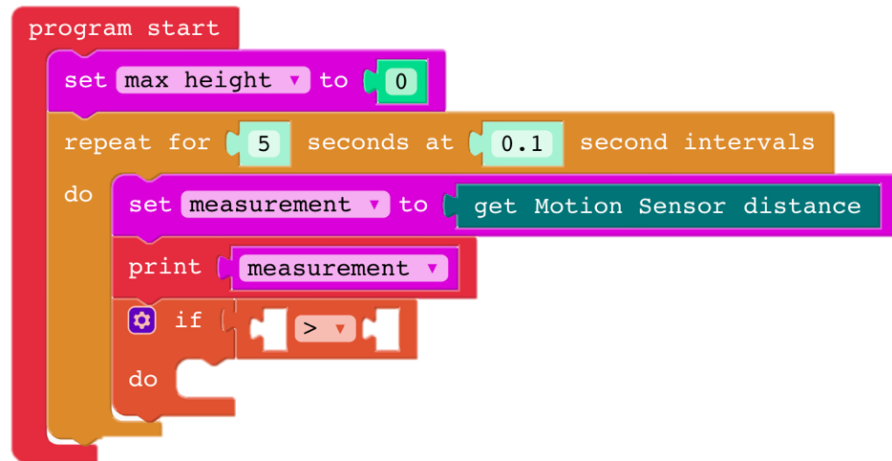 program start
set max height ▼ to 0
repeat for 5 seconds at 0.1 second intervals
do
set measurement ▼ to get Motion Sensor distance
print measurement ▼
if > ▼
do